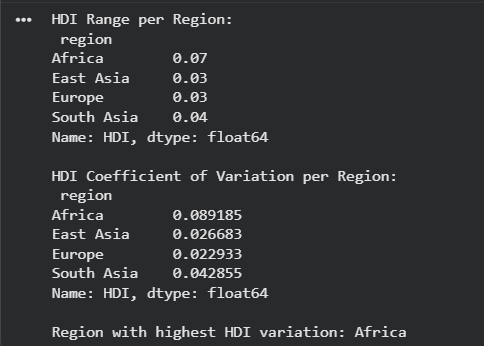 HDI Range per Region:
region
Africa 0.07
East Asia 0.03
Europe 0.03
South Asia 0.04
Name: HDI, dtype: float64
HDI Coefficient of Variation per Region:
region
Africa 0.089185
East Asia 0.026683
Europe 0.022933
South Asia 0.042855
Name: HDI, dtype: float64
Region with highest HDI variation: Africa